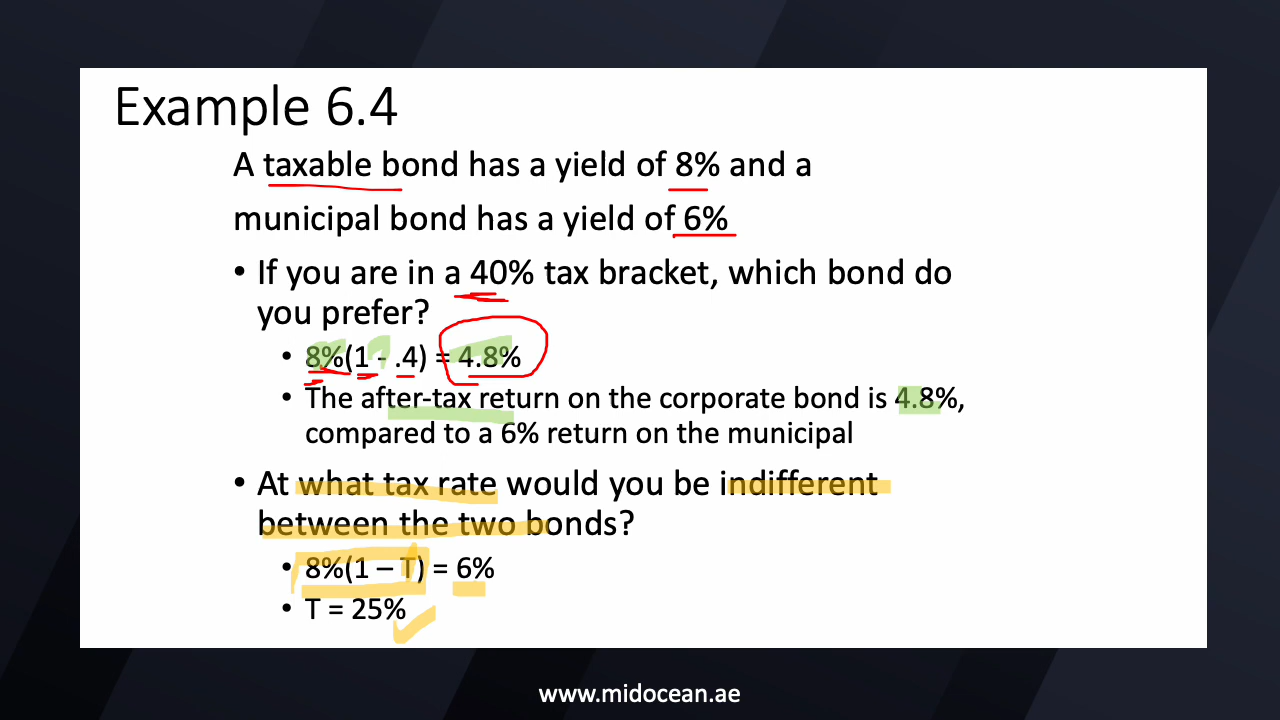 Example 6.4
A taxable bond has a yield of 8% and a
municipal bond has a yield of 6%
• If you are in a 40% tax bracket, which bond do
you prefer?
• 8%(1 - .4) = 4.8%
• The after-tax return on the corporate bond is 4.8%,
compared to a 6% return on the municipal
• At what tax rate would you be indifferent
between the two bonds?
• 8%(1 – T) = 6%
• T = 25%
www.midocean.ae